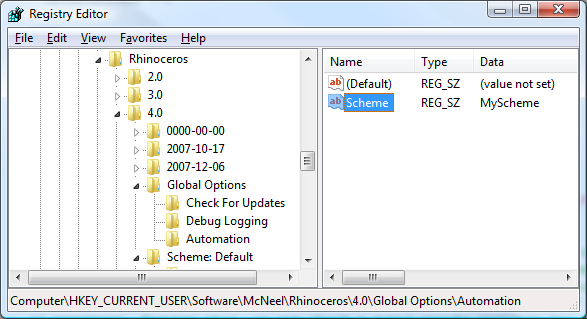 Registry Editor
File Edit View Favorites Help
Rhinoceros
2.0
3.0
4.0
0000-00-00
2007-10-17
2007-12-06
Global Options
Check For Updates
Debug Logging
Automation
Scheme: Default
Name Type Data
ab (Default) REG_SZ (value not set)
ab Scheme REG_SZ MyScheme
Computer\HKEY_CURRENT_USER\Software\McNeel\Rhinoceros\4.0\Global Options\Automation